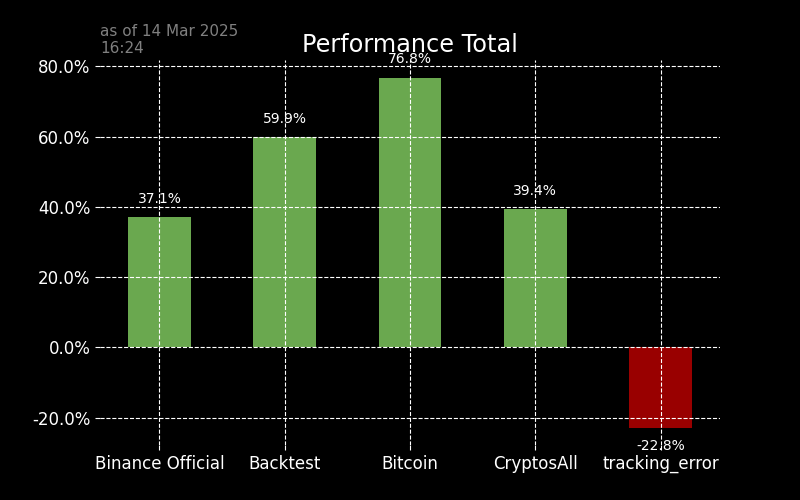 as of 14 Mar 2025
16:24
Performance Total
80.0%
60.0%
40.0%
20.0%
0.0%
-20.0%
37.1%
59.9%
76.8%
39.4%
-22.8%
Binance Official
Backtest
Bitcoin
CryptosAll
tracking_error